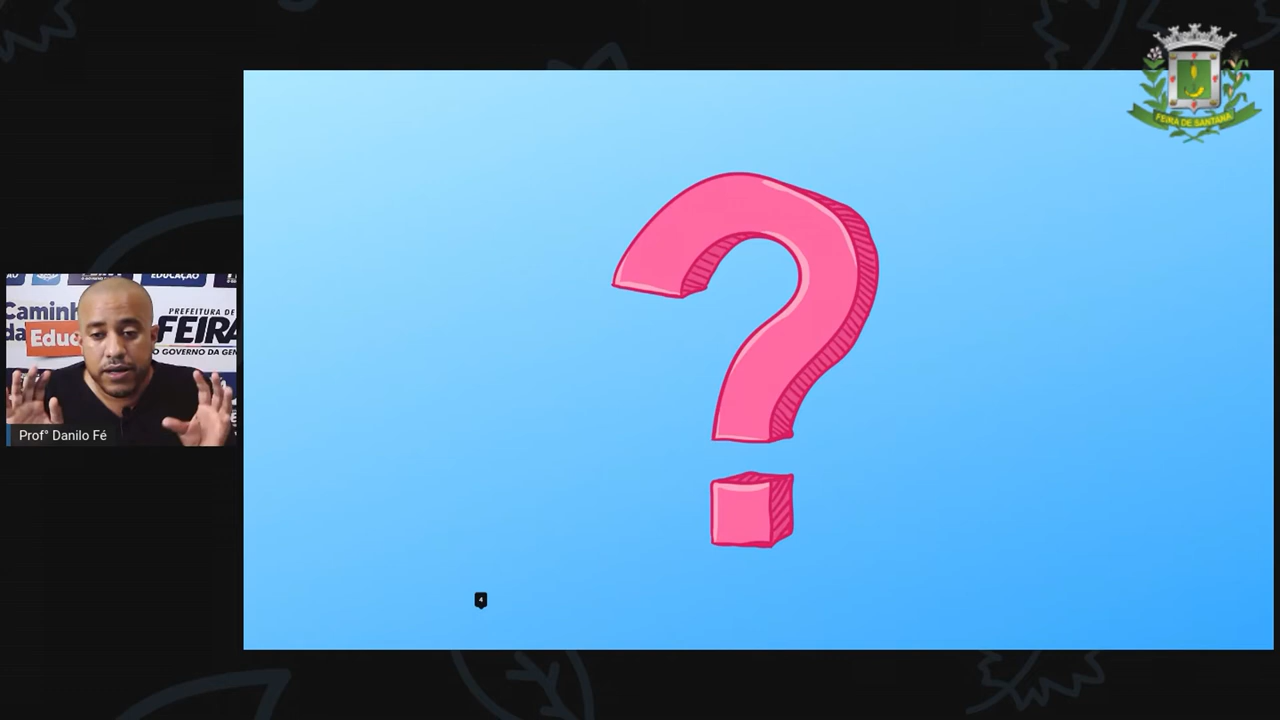 FEIRA DE SANTANA
?
EDUCAÇÃO
Caminh
da Educ
PREFEITURA DE
FEIRA
O GOVERNO DA GEN
Prof° Danilo Fé
4